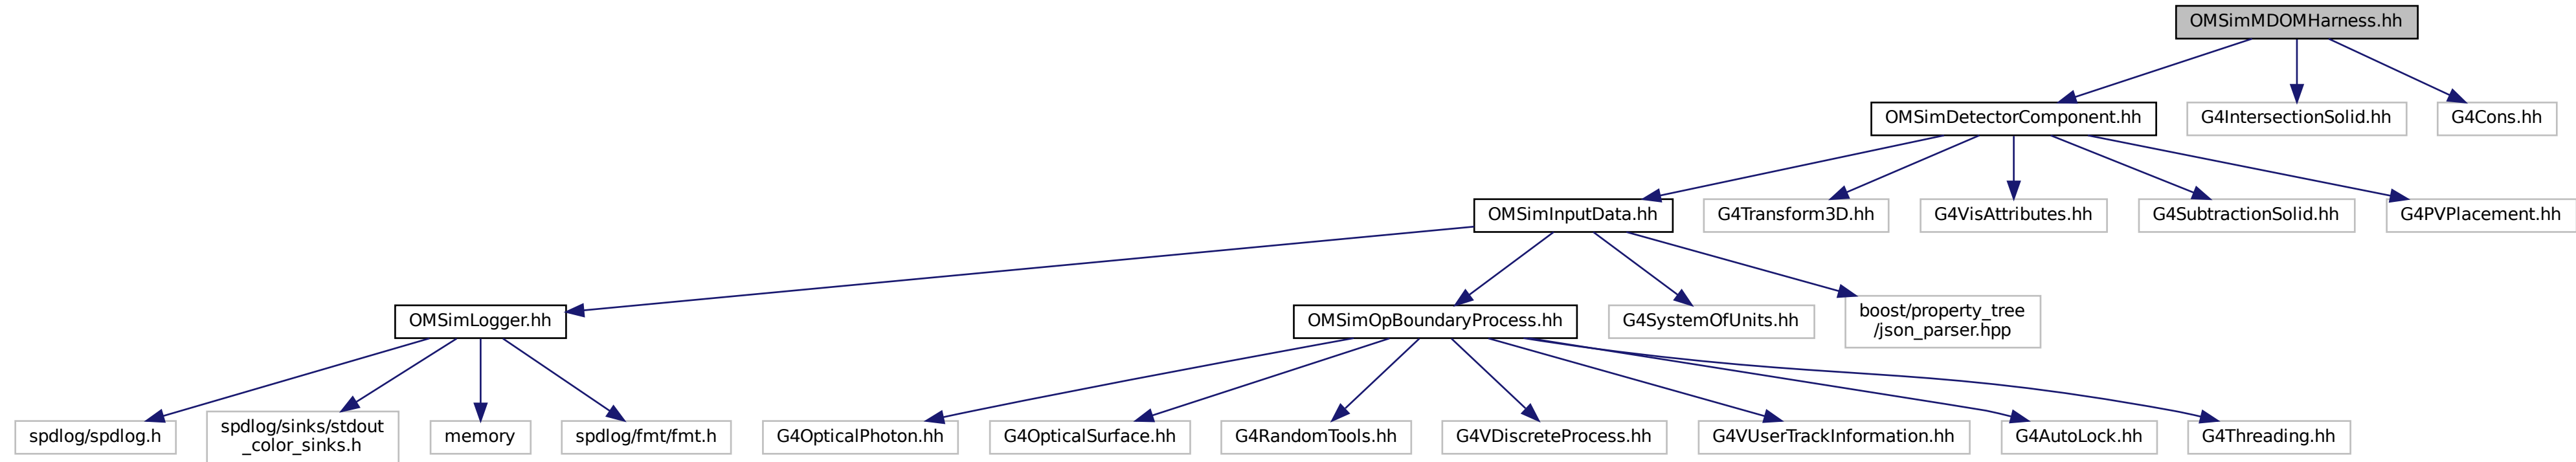 OMSimMDOMHarness.hh
OMSimDetectorComponent.hh
G4IntersectionSolid.hh
G4Cons.hh
OMSimInputData.hh
G4Transform3D.hh
G4VisAttributes.hh
G4SubtractionSolid.hh
G4PVPlacement.hh
OMSimLogger.hh
OMSimOpBoundaryProcess.hh
G4SystemOfUnits.hh
boost/property_tree
/json_parser.hpp
spdlog/spdlog.h
spdlog/sinks/stdout
_color_sinks.h
memory
spdlog/fmt/fmt.h
G4OpticalPhoton.hh
G4OpticalSurface.hh
G4RandomTools.hh
G4VDiscreteProcess.hh
G4VUserTrackInformation.hh
G4AutoLock.hh
G4Threading.hh